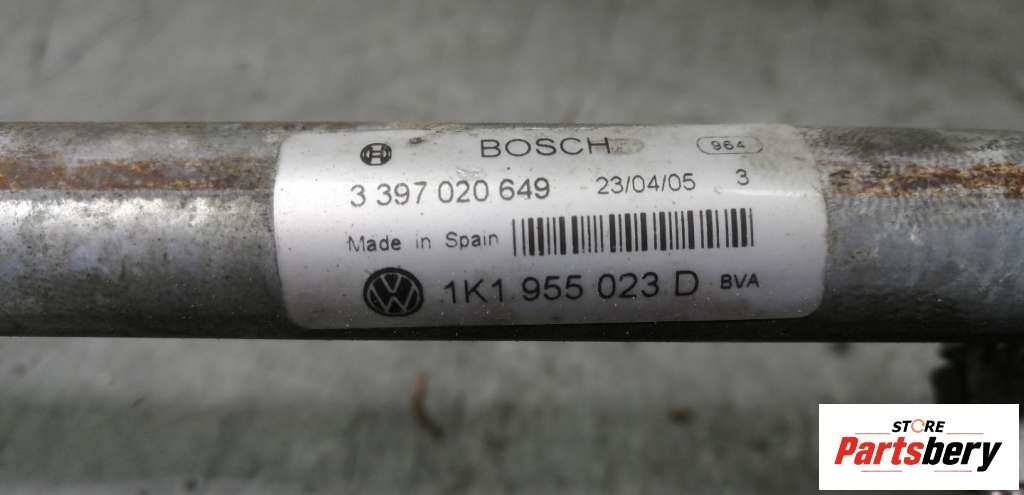 BOSCH 964
3 397 020 649 23/04/05 3
Made in Spain
1K1 955 023 D BVA
STORE
Partsbery